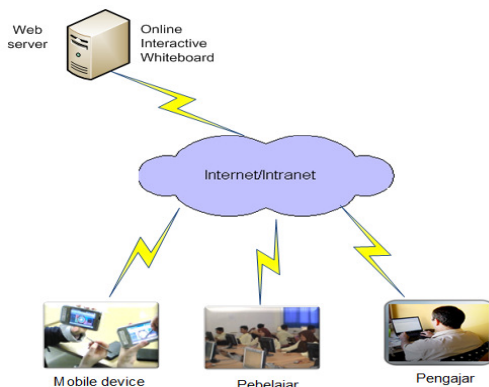 Web
server
Online
Interactive
Whiteboard
Internet/Intranet
Mobile device
Pebelajar
Pengajar